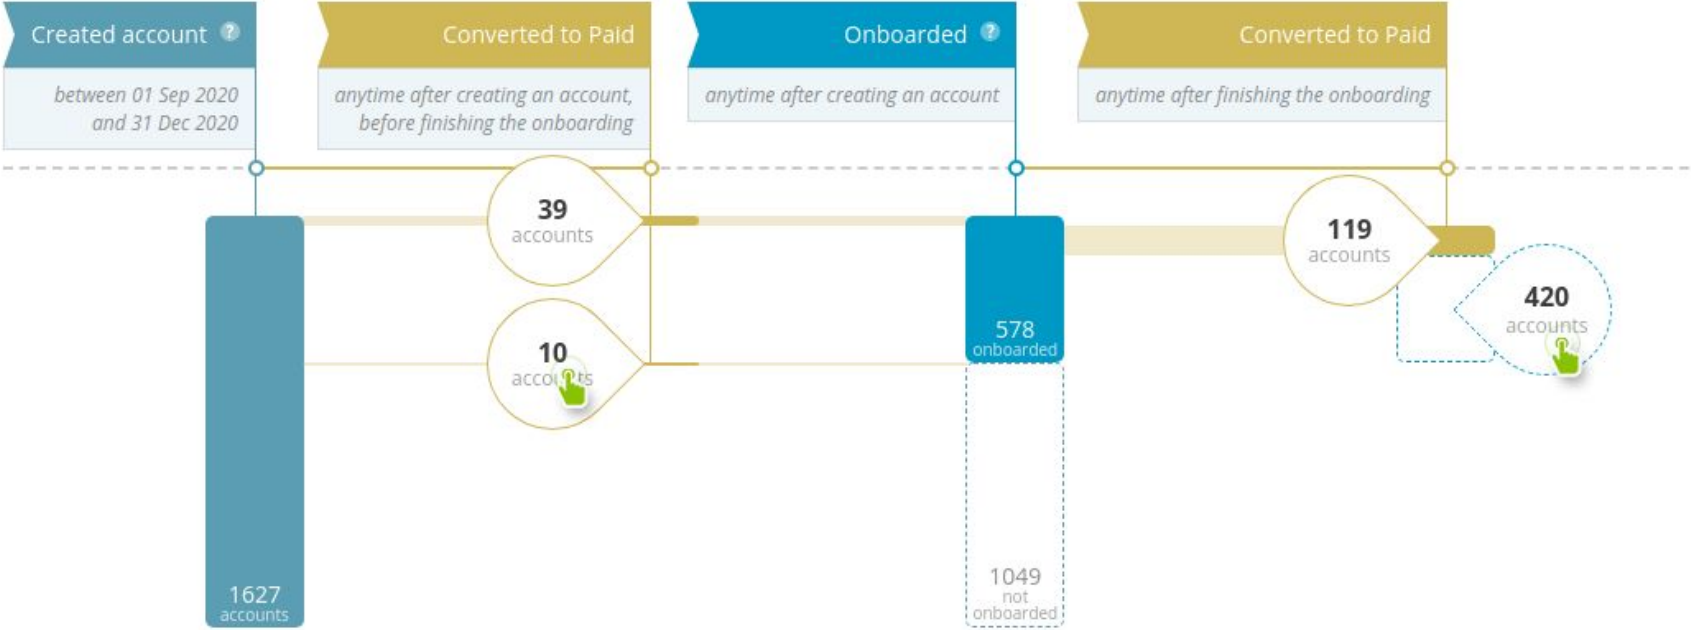 Created account ?
between 01 Sep 2020
and 31 Dec 2020
Converted to Paid
anytime after creating an account,
before finishing the onboarding
Onboarded ?
anytime after creating an account
Converted to Paid
anytime after finishing the onboarding
39
accounts
10
accounts
1627
accounts
578
onboarded
1049
not
onboarded
119
accounts
420
accounts